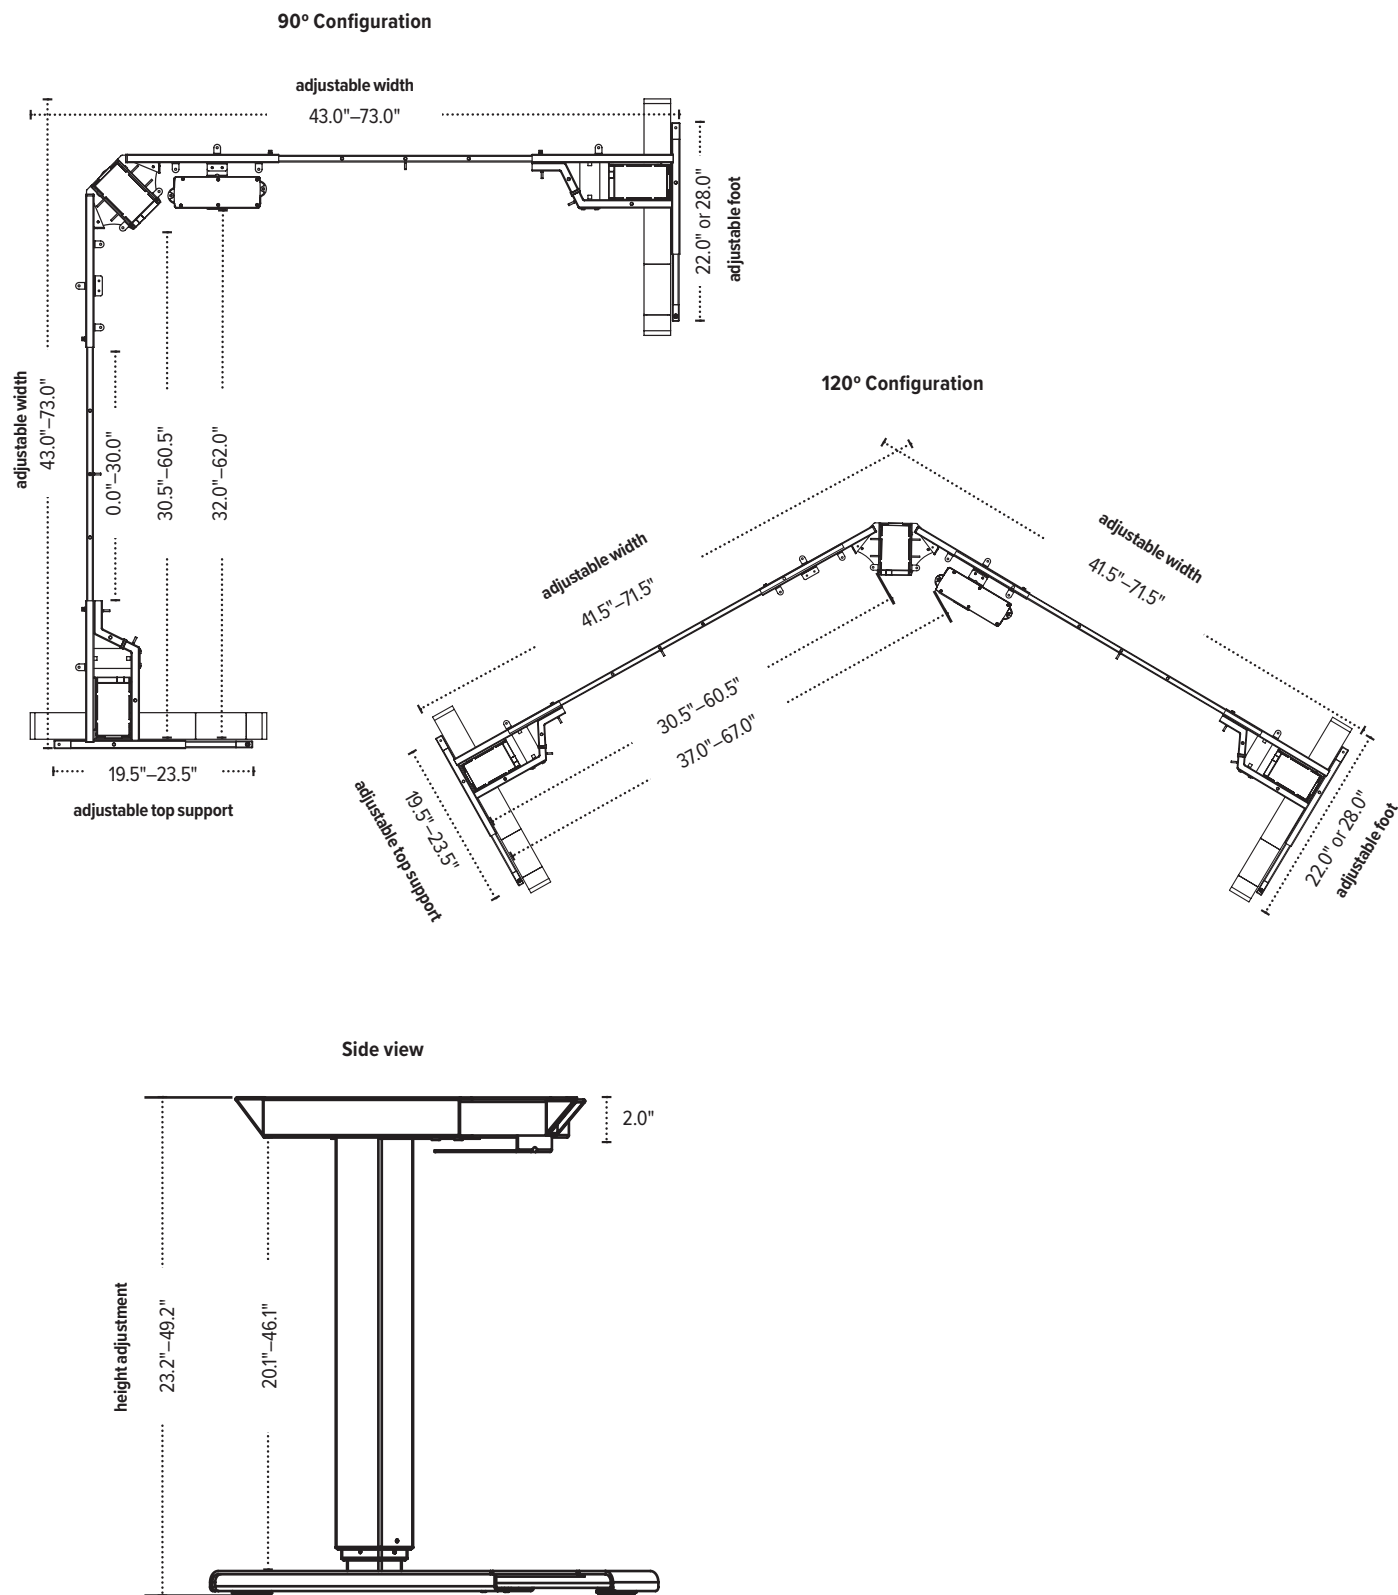 90º Configuration
adjustable width
43.0"–73.0"
22.0" or 28.0"
adjustable foot
adjustable width
43.0"–73.0"
0.0"–30.0"
30.5"–60.5"
32.0"–62.0"
19.5"–23.5"
adjustable top support
120º Configuration
adjustable width
41.5"–71.5"
adjustable width
41.5"–71.5"
30.5"–60.5"
37.0"–67.0"
19.5"–23.5"
adjustable top support
22.0" or 28.0"
adjustable foot
Side view
2.0"
height adjustment
23.2"–49.2"
20.1"–46.1"